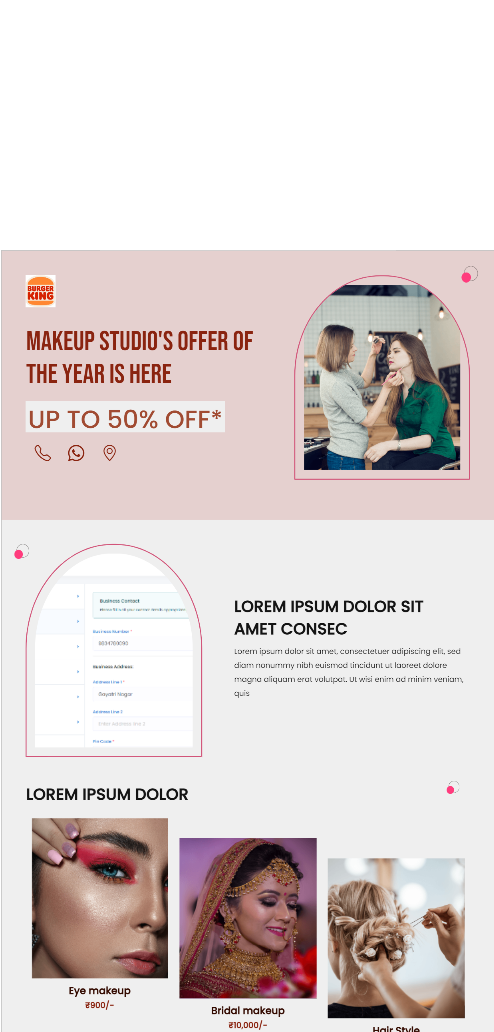 BURGER
KING
MAKEUP STUDIO'S OFFER OF
THE YEAR IS HERE
UP TO 50% OFF*
Business Contact
Business Number *
Business Address
Address Line 1 *
Gayatri Nagar
Address Line 2
Enter Address line 2
Pin Code *
LOREM IPSUM DOLOR SIT
AMET CONSEC
Lorem ipsum dolor sit amet, consectetuer adipiscing elit, sed
diam nonummy nibh euismod tincidunt ut laoreet dolore
magna aliquam erat volutpat. Ut wisi enim ad minim veniam,
quis
LOREM IPSUM DOLOR
Eye makeup
₹900/-
Bridal makeup
₹10,000/-
Hair Style